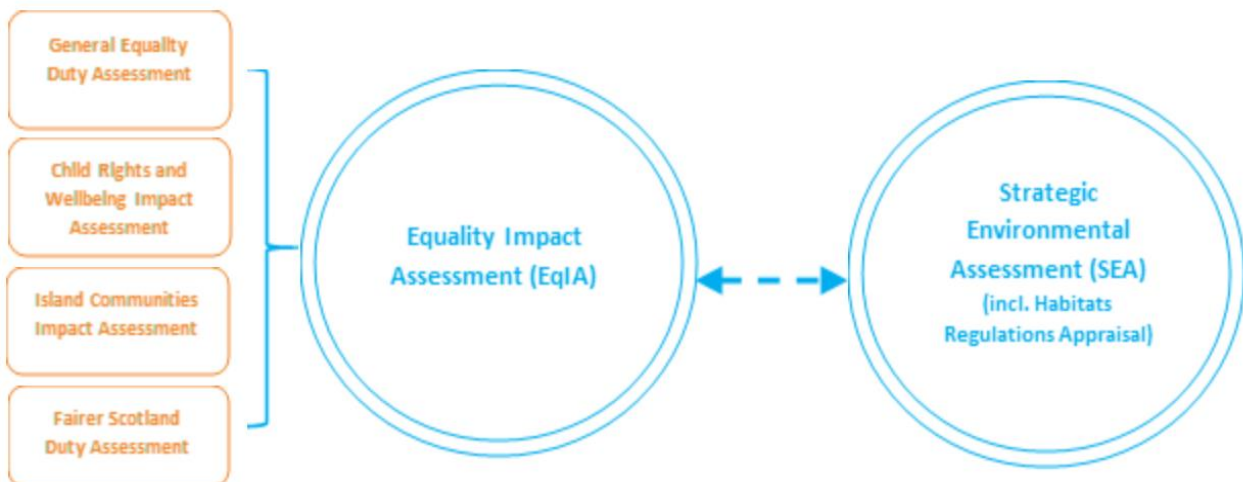 General Equality
Duty Assessment
Child Rights and
Wellbeing Impact
Assessment
Island Communities
Impact Assessment
Fairer Scotland
Duty Assessment
Equality Impact
Assessment (EqIA)
Strategic
Environmental
Assessment (SEA)
(incl. Habitats
Regulations Appraisal)